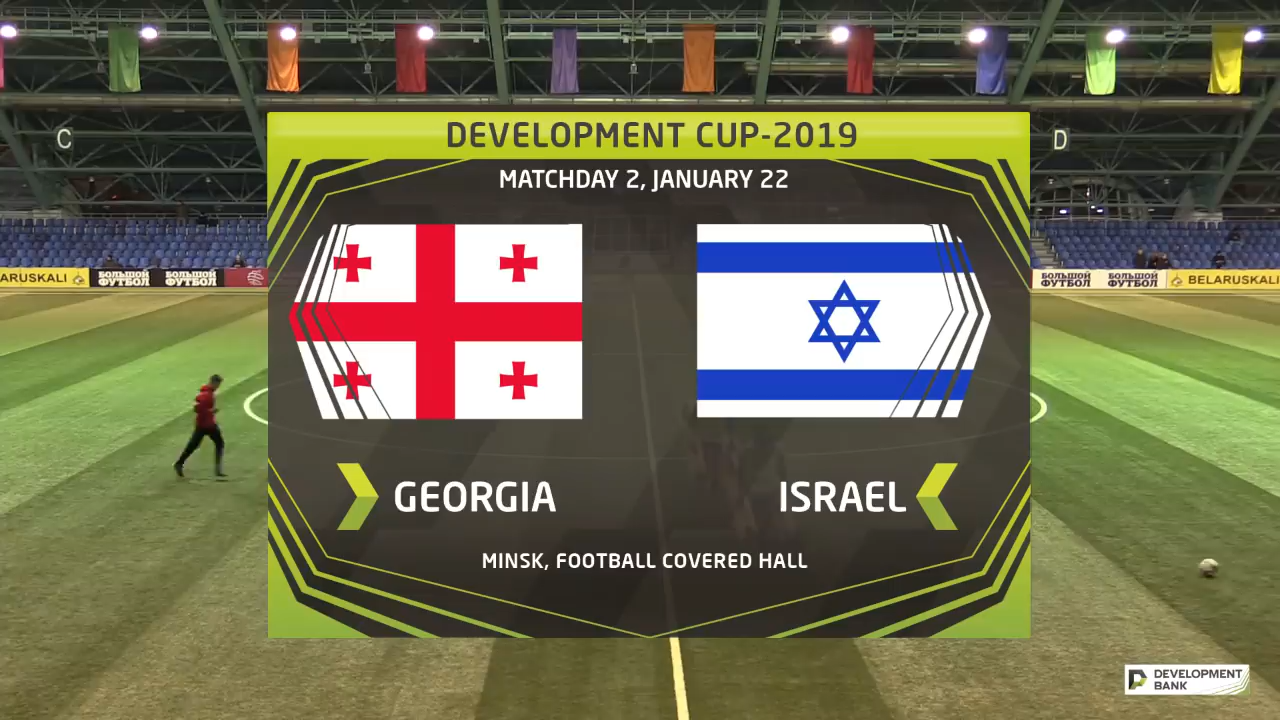 C
D
DEVELOPMENT CUP-2019
MATCHDAY 2, JANUARY 22
ARUSKALI
БОЛЬШОЙ ФУТБОЛ
БОЛЬШОЙ ФУТБОЛ
БОЛЬШОЙ ФУТБОЛ
БОЛЬШОЙ ФУТБОЛ
BELARUSKALI
GEORGIA
ISRAEL
MINSK, FOOTBALL COVERED HALL
DEVELOPMENT
BANK